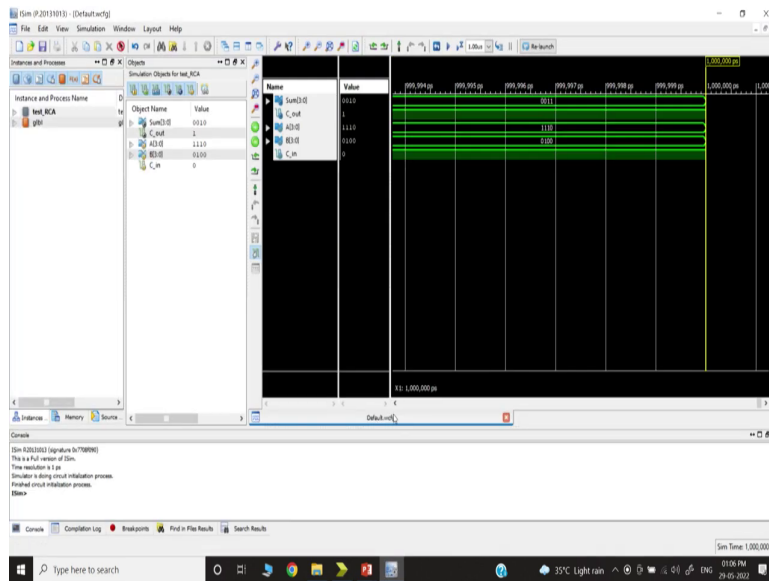 ISim (P.20131013) - [Default.wcfg]
File Edit View Simulation Window Layout Help
1.00us
Re-launch
Instances and Processes
Instance and Process Name
test_RCA
glbl
Objects
Simulation Objects for test_RCA
Object Name Value
Sum[3:0] 0010
C_out 1
A[3:0] 1110
B[3:0] 0100
C_in 0
Name Value
Sum[3:0] 0010
C_out 1
A[3:0] 1110
B[3:0] 0100
C_in 0
1,000,000 ps
999,994 ps 999,995 ps 999,996 ps 999,997 ps 999,998 ps 999,999 ps 1,000,000 ps
0011
1110
0100
X1: 1,000,000 ps
Instances ... Memory Source ...
Default.wcfg
Console
This is a Full version of ISim.
Time resolution is 1 ps
Simulator is doing circuit initialization process.
Finished circuit initialization process.
ISim>
Console Compilation Log Breakpoints Find in Files Results Search Results
Sim Time: 1,000,000
Type here to search
35°C Light rain
ENG
01:06 PM
29-05-2022